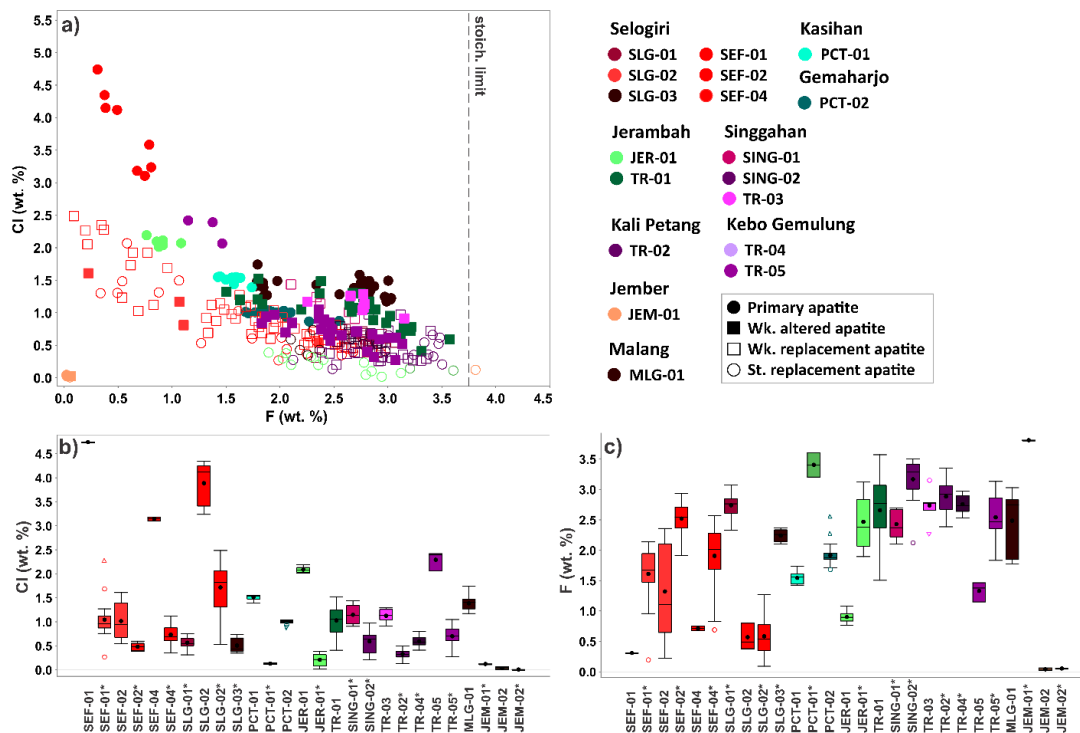 a)
5.5
5.0
4.5
4.0
3.5
3.0
2.5
2.0
1.5
1.0
0.5
0.0
Cl (wt. %)
stoich. limit
0.0 0.5 1.0 1.5 2.0 2.5 3.0 3.5 4.0 4.5
F (wt. %)
Selogiri
SLG-01 SEF-01
SLG-02 SEF-02
SLG-03 SEF-04
Kasihan
PCT-01
Gemaharjo
PCT-02
Jerambah
JER-01
TR-01
Singgahan
SING-01
SING-02
TR-03
Kali Petang
TR-02
Kebo Gemulung
TR-04
TR-05
Jember
JEM-01
Malang
MLG-01
Primary apatite
Wk. altered apatite
Wk. replacement apatite
St. replacement apatite
b)
4.5
4.0
3.5
3.0
2.5
2.0
1.5
1.0
0.5
0.0
Cl (wt. %)
SEF-01
SEF-01*
SEF-02
SEF-02*
SEF-04
SEF-04*
SLG-01*
SLG-02
SLG-02*
SLG-03*
PCT-01
PCT-01*
PCT-02
JER-01
JER-01*
TR-01
SING-01*
SING-02*
TR-03
TR-02*
TR-04*
TR-05
TR-05*
MLG-01
JEM-01*
JEM-02
JEM-02*
c)
3.5
3.0
2.5
2.0
1.5
1.0
0.5
0.0
F (wt. %)
SEF-01
SEF-01*
SEF-02
SEF-02*
SEF-04
SEF-04*
SLG-01*
SLG-02
SLG-02*
SLG-03*
PCT-01
PCT-01*
PCT-02
JER-01
JER-01*
TR-01
SING-01*
SING-02*
TR-03
TR-02*
TR-04*
TR-05
TR-05*
MLG-01
JEM-01*
JEM-02
JEM-02*